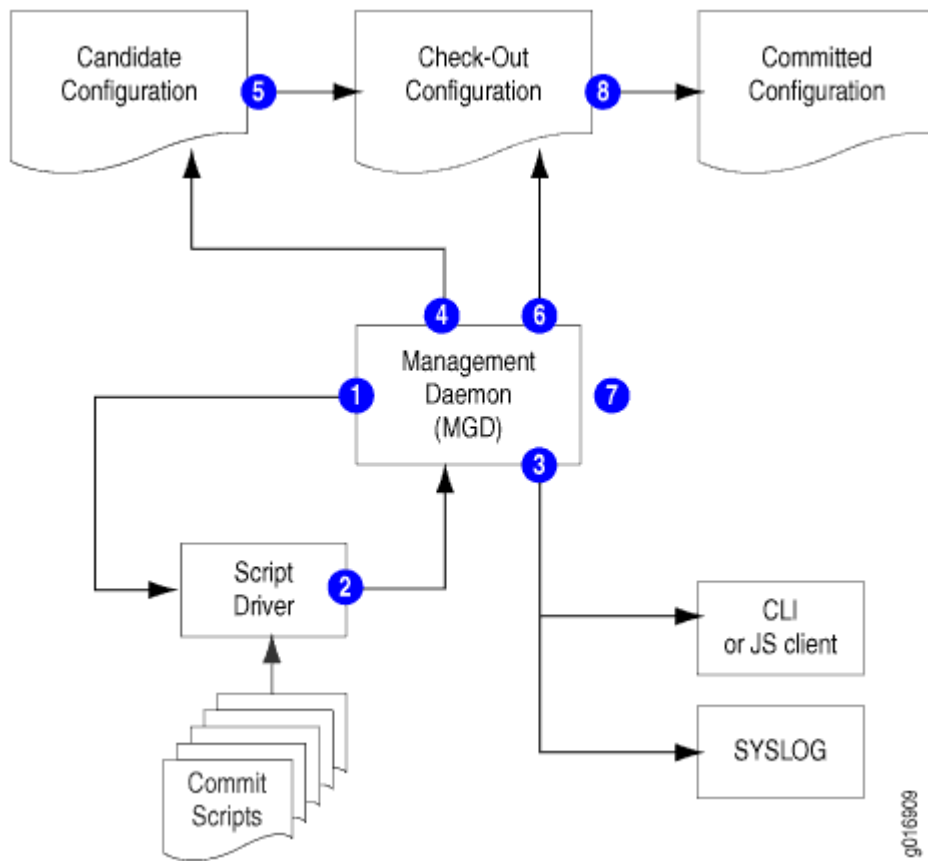 Candidate
Configuration
5
Check-Out
Configuration
8
Committed
Configuration
4
6
1
Management
Daemon
(MGD)
7
3
Script
Driver
2
CLI
or JS client
SYSLOG
Commit
Scripts
g016909